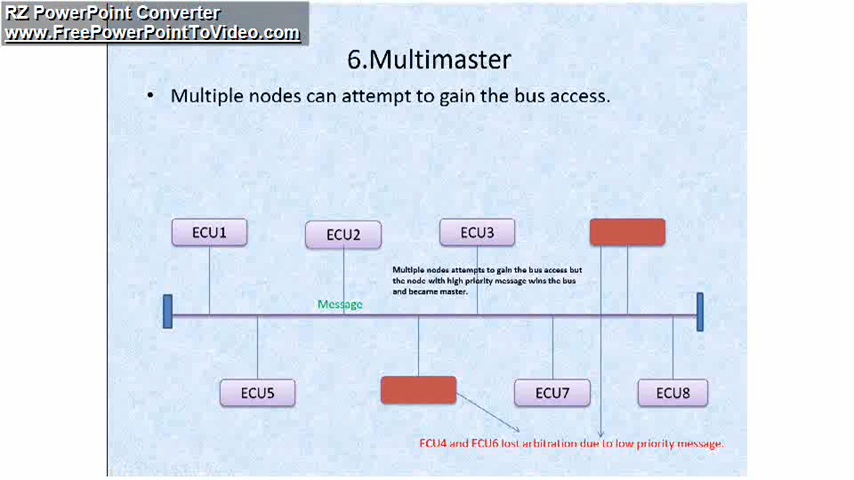 RZ PowerPoint Converter
www.FreePowerPointToVideo.com
6.Multimaster
• Multiple nodes can attempt to gain the bus access.
ECU1
ECU2
ECU3
Multiple nodes attempts to gain the bus access but
the node with high priority message wins the bus
and became master.
Message
ECU5
ECU7
ECU8
ECU4 and ECU6 lost arbitration due to low priority message.